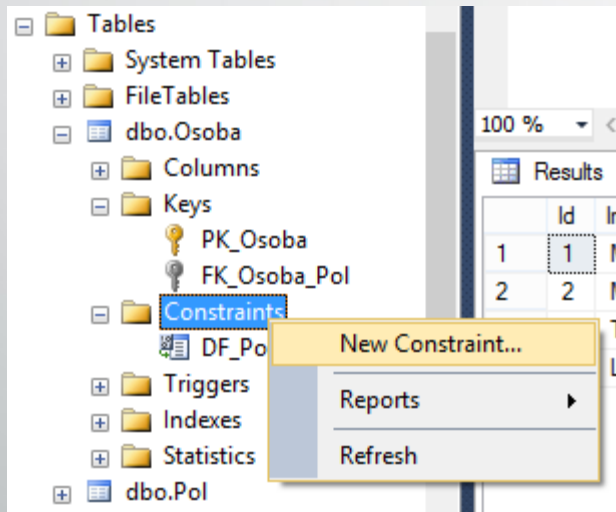 Tables
System Tables
FileTables
dbo.Osoba
Columns
Keys
PK_Osoba
FK_Osoba_Pol
Constraints
DF_Po
Triggers
Indexes
Statistics
dbo.Pol
New Constraint...
Reports
Refresh
100 %
Results
Id
1 1
2 2